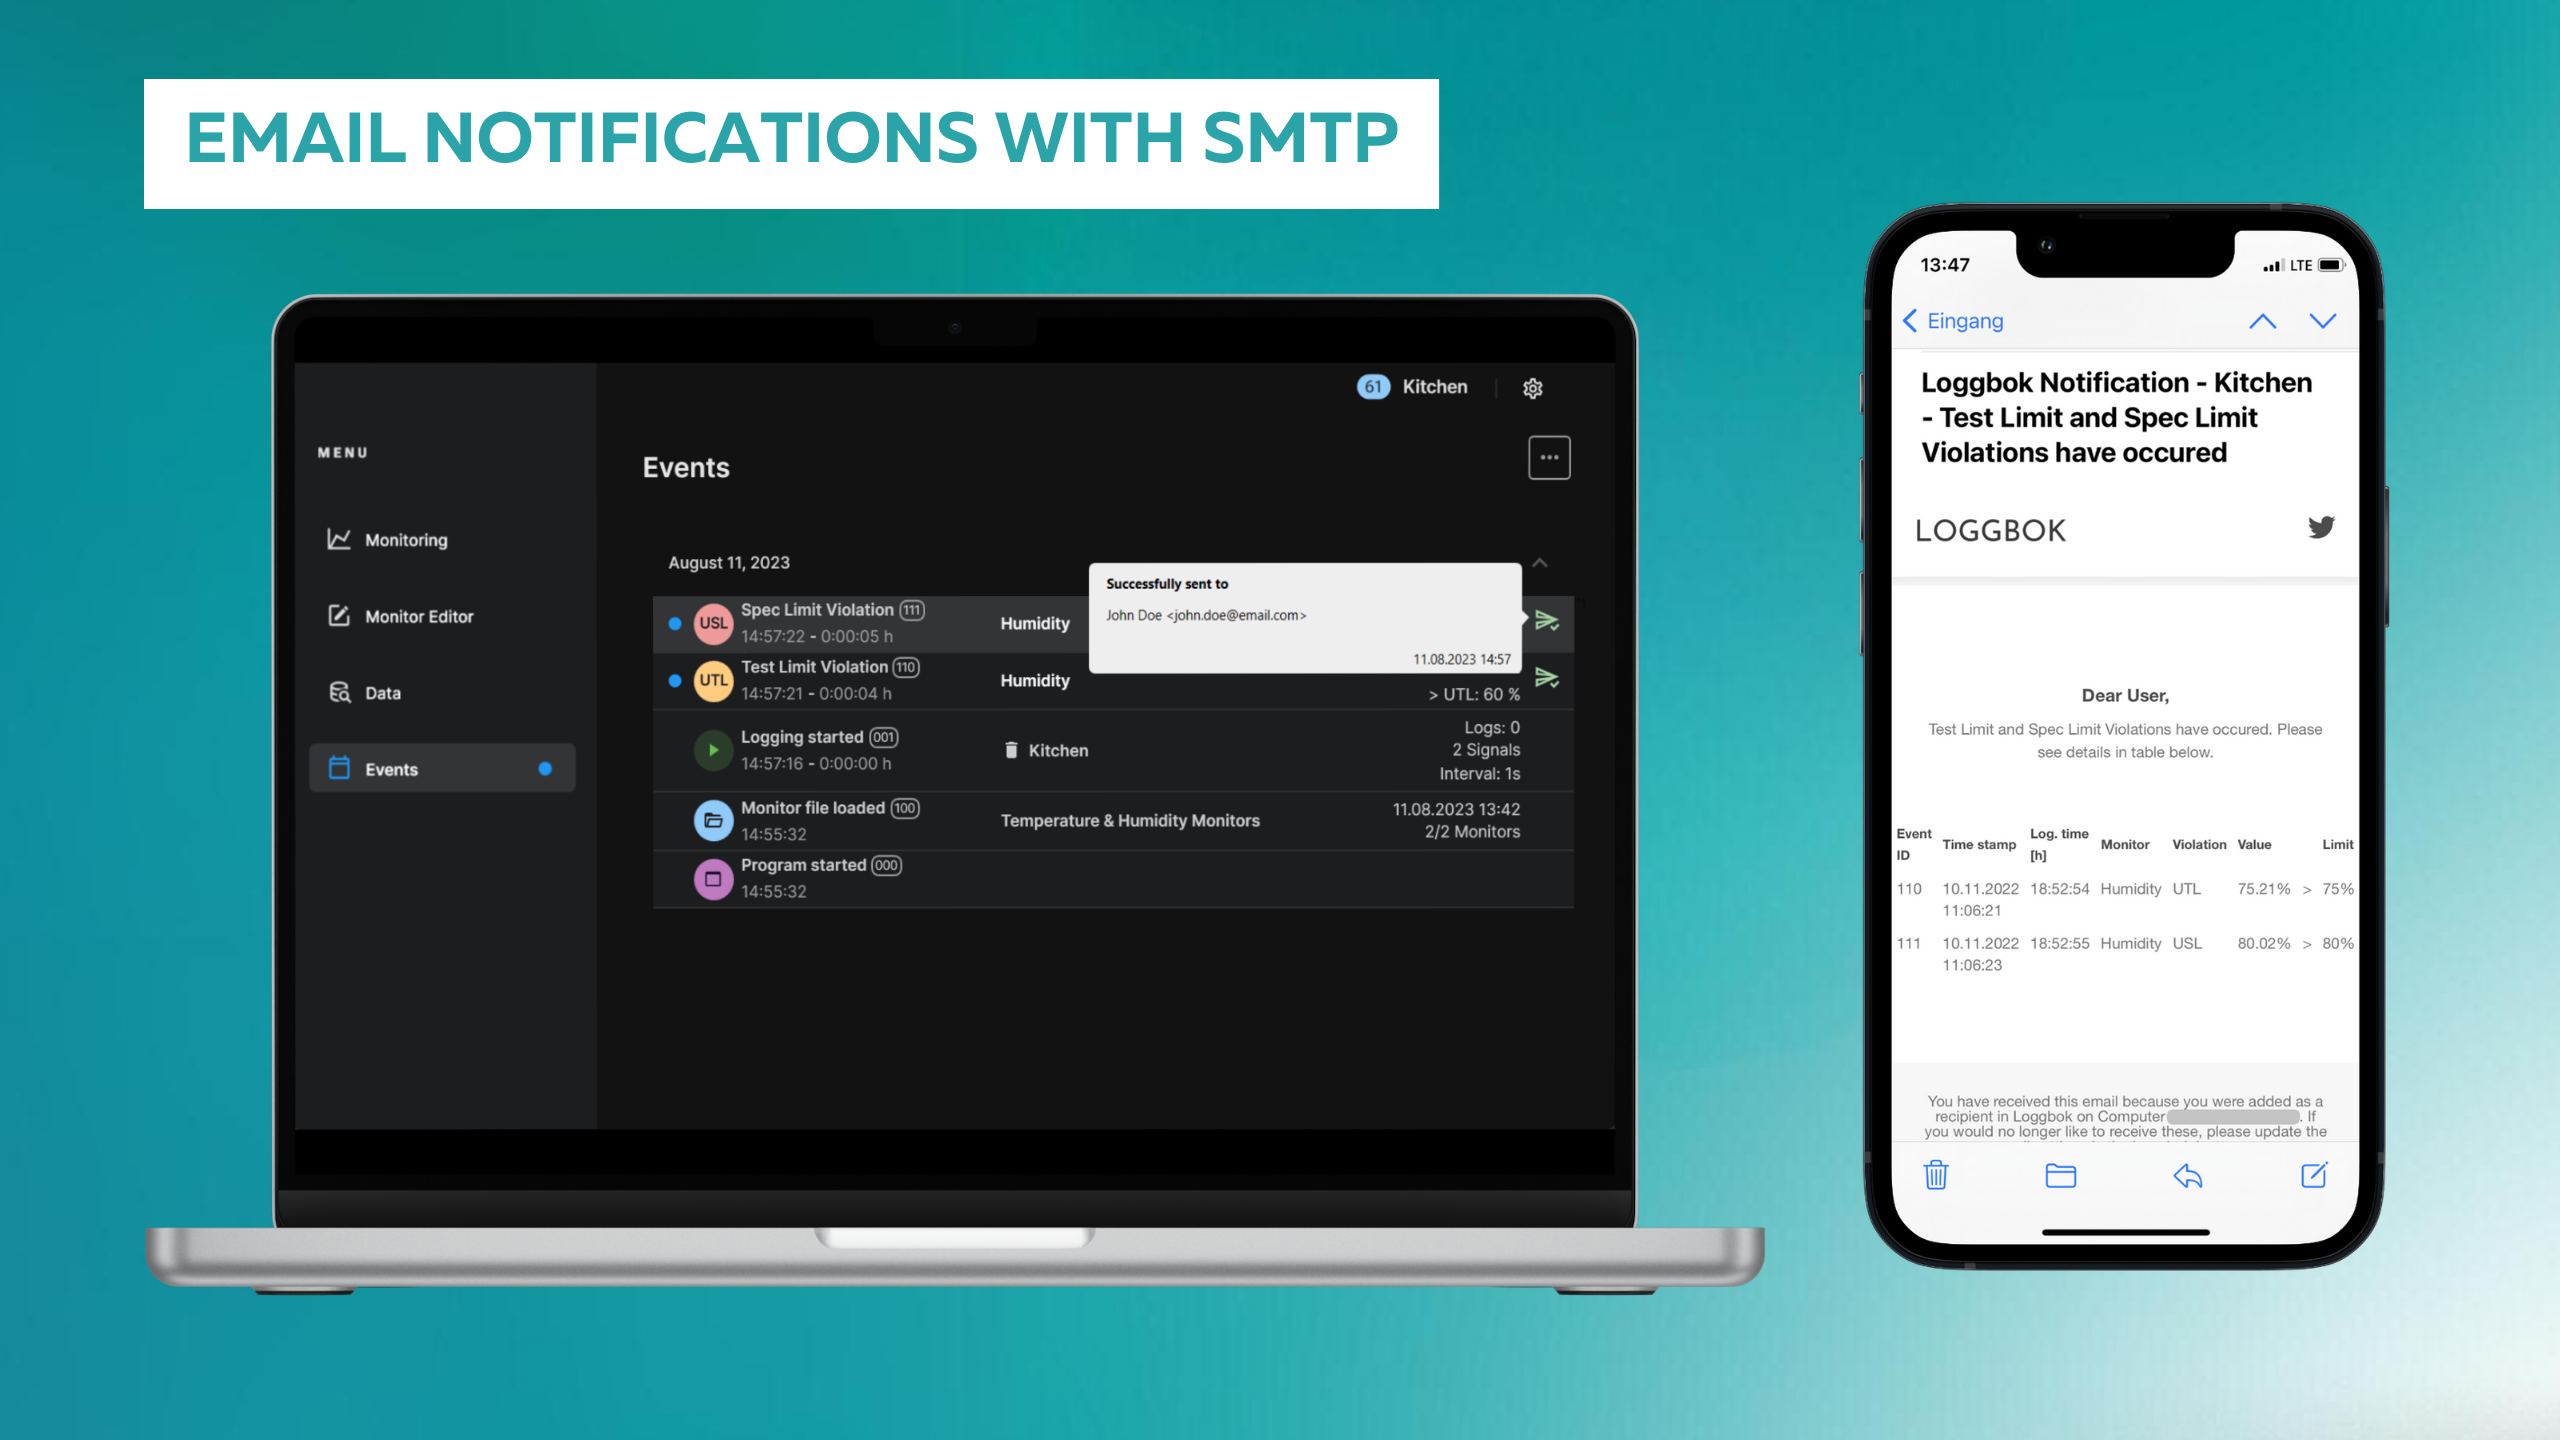 EMAIL NOTIFICATIONS WITH SMTP
61 Kitchen
MENU
Monitoring
Monitor Editor
Data
Events
Events
August 11, 2023
USL Spec Limit Violation 111
14:57:22 - 0:00:05 h
Humidity
Successfully sent to
John Doe <john.doe@email.com>
11.08.2023 14:57
UTL Test Limit Violation 110
14:57:21 - 0:00:04 h
Humidity
> UTL: 60 %
Logging started 001
14:57:16 - 0:00:00 h
Kitchen
Logs: 0
2 Signals
Interval: 1s
Monitor file loaded 100
14:55:32
Temperature & Humidity Monitors
11.08.2023 13:42
2/2 Monitors
Program started 000
14:55:32
13:47 LTE
Eingang
Loggbok Notification - Kitchen
- Test Limit and Spec Limit
Violations have occured
LOGGBOK
Dear User,
Test Limit and Spec Limit Violations have occured. Please
see details in table below.
Event ID Time stamp Log. time [h] Monitor Violation Value Limit
110 10.11.2022 18:52:54 Humidity UTL 75.21% > 75%
11:06:21
111 10.11.2022 18:52:55 Humidity USL 80.02% > 80%
11:06:23
You have received this email because you were added as a
recipient in Loggbok on Computer . If
you would no longer like to receive these, please update the